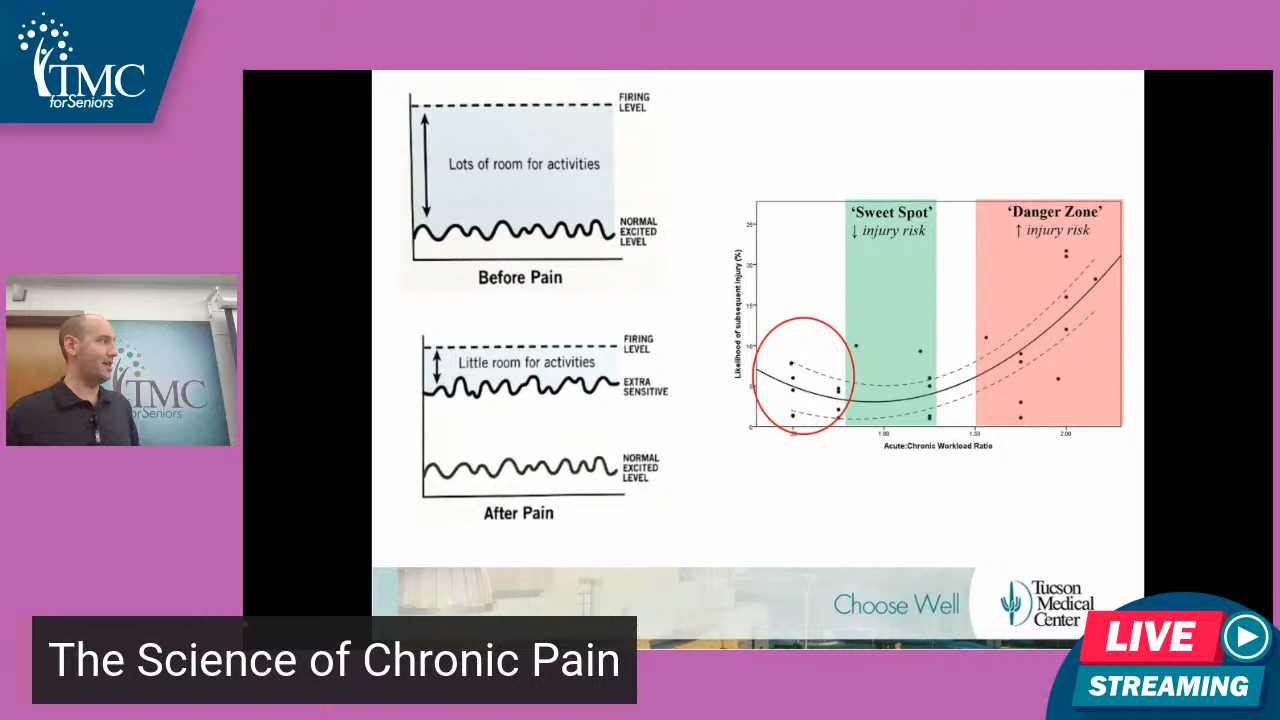 TMC
for Seniors
FIRING
LEVEL
Lots of room for activities
NORMAL
EXCITED
LEVEL
Before Pain
FIRING
LEVEL
Little room for activities
EXTRA
SENSITIVE
NORMAL
EXCITED
LEVEL
After Pain
'Sweet Spot'
↓ injury risk
'Danger Zone'
↑ injury risk
Likelihood of subsequent injury (%)
10
5
0
.50
1.00
1.50
2.00
Acute:Chronic Workload Ratio
TMC
for Seniors
Choose Well
Tucson
Medical
Center
The Science of Chronic Pain
LIVE
STREAMING